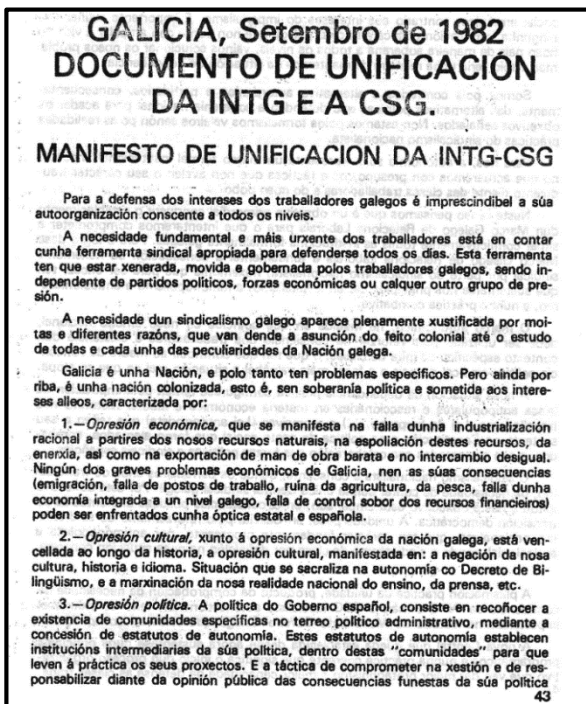 GALICIA, Setembro de 1982
DOCUMENTO DE UNIFICACIÓN
DA INTG E A CSG.
MANIFESTO DE UNIFICACION DA INTG-CSG
Para a defensa dos intereses dos traballadores galegos é imprescindibel a súa
autoorganización conscente a todos os niveis.
A necesidade fundamental e máis urxente dos traballadores está en contar
cunha ferramenta sindical apropiada para defenderse todos os días. Esta ferramenta
ten que estar xenerada, movida e gobernada polos traballadores galegos, sendo in-
dependente de partidos políticos, forzas económicas ou calquer outro grupo de pre-
sión.
A necesidade dun sindicalismo galego aparece plenamente xustificada por moi-
tas e diferentes razóns, que van dende a asunción do feito colonial até o estudo
de todas e cada unha das peculiaridades da Nación galega.
Galicia é unha Nación, e polo tanto ten problemas específicos. Pero ainda por
riba, é unha nación colonizada, esto é, sen soberanía política e sometida aos intere-
ses alleos, caracterizada por:
1.—Opresión económica, que se manifesta na falla dunha industrialización
racional a partires dos nosos recursos naturais, na espoliación destes recursos, da
enerxía, así como na exportación de man de obra barata e no intercambio desigual.
Ningún dos graves problemas económicos de Galicia, nen as súas consecuencias
(emigración, falla de postos de traballo, ruina da agricultura, da pesca, falla dunha
economía integrada a un nivel galego, falla de control sobor dos recursos financieiros)
poden ser enfrentados cunha óptica estatal e española.
2.—Opresión cultural, xunto á opresión económica da nación galega, está ven-
cellada ao longo da historia, a opresión cultural, manifestada en: a negación da nosa
cultura, historia e idioma. Situación que se sacraliza na autonomía co Decreto de Bi-
lingüismo, e a marxinación da nosa realidade nacional do ensino, da prensa, etc.
3.—Opresión política. A política do Goberno español, consiste en recoñocer a
existencia de comunidades específicas no terreo político administrativo, mediante a
concesión de estatutos de autonomía. Estes estatutos de autonomía establecen
institucións intermediarias da súa política, dentro destas "comunidades" para que
leven á práctica os seus proxectos. E a táctica de comprometer na xestión e de res-
ponsabilizar diante da opinión pública das consecuencias funestas da súa política
43